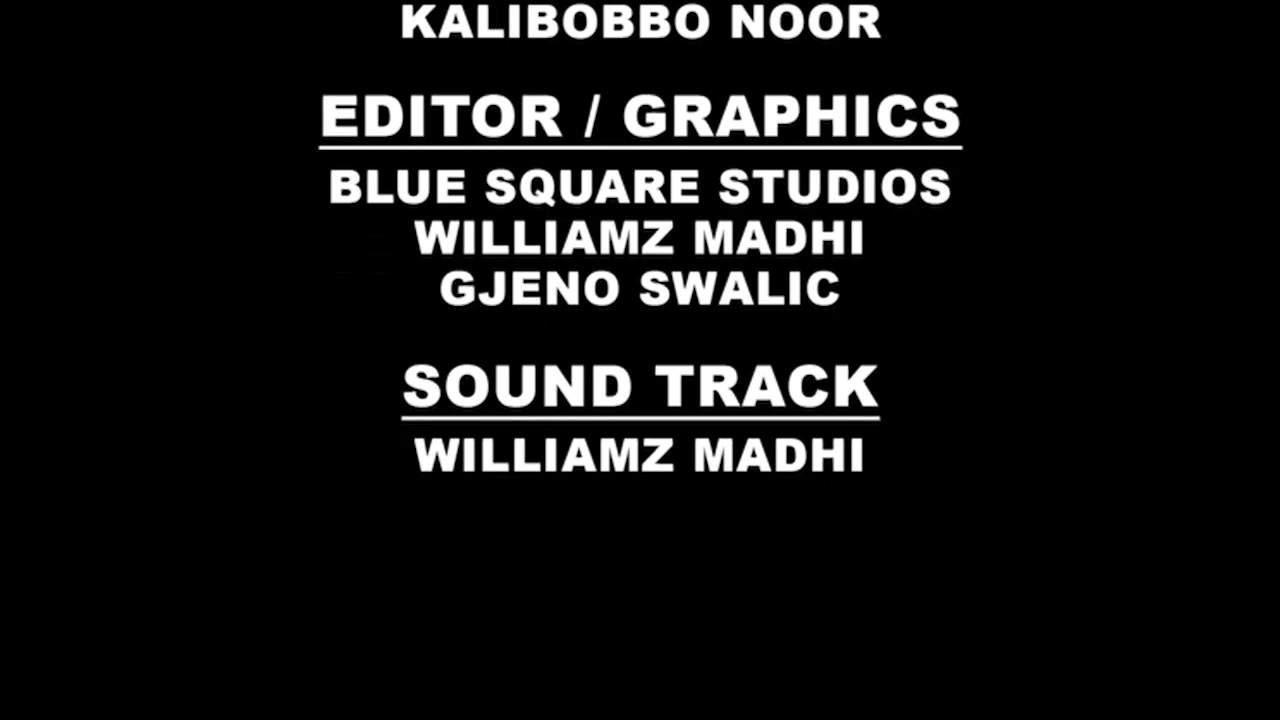 KALIBOBBO NOOR
EDITOR / GRAPHICS
BLUE SQUARE STUDIOS
WILLIAMZ MADHI
GJENO SWALIC
SOUND TRACK
WILLIAMZ MADHI